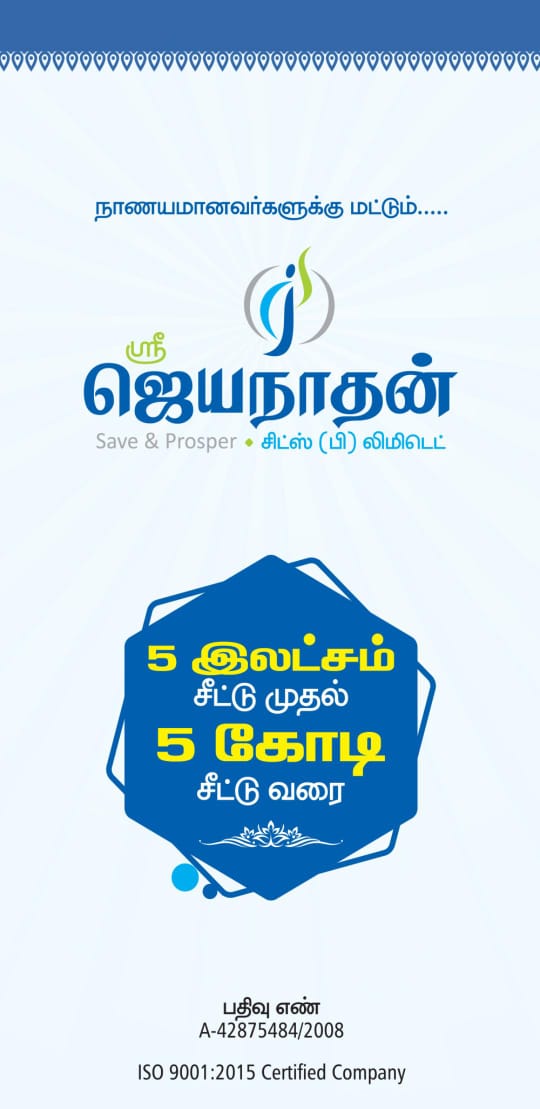 நாணயமானவர்களுக்கு மட்டும்.....
ஸ்ரீ
ஜெயநாதன்
Save & Prosper • சிட்ஸ் (பி) லிமிடெட்
5 இலட்சம்
சீட்டு முதல்
5 கோடி
சீட்டு வரை
பதிவு எண்
A-42875484/2008
ISO 9001:2015 Certified Company